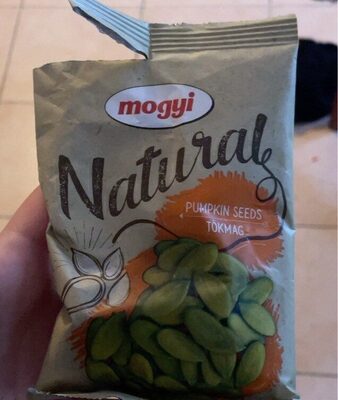 mogyi
Natural
PUMPKIN SEEDS
TÖKMAG